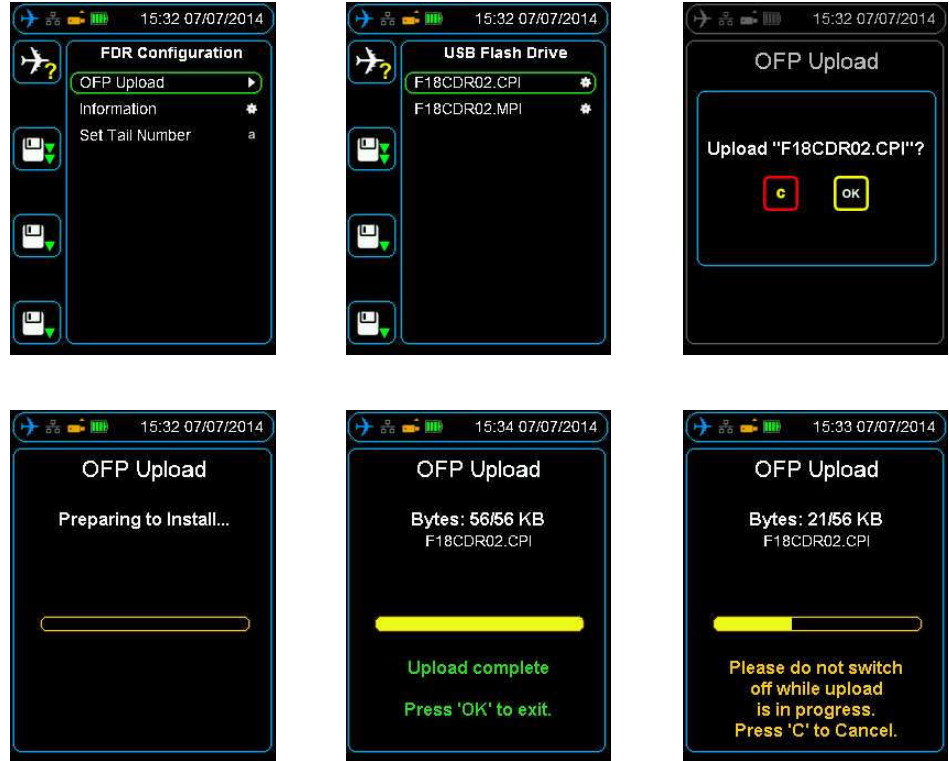 15:32 07/07/2014
FDR Configuration
OFP Upload
Information
Set Tail Number a
?
15:32 07/07/2014
USB Flash Drive
F18CDR02.CPI
F18CDR02.MPI
?
15:32 07/07/2014
OFP Upload
Upload "F18CDR02.CPI"?
C OK
15:32 07/07/2014
OFP Upload
Preparing to Install...
15:34 07/07/2014
OFP Upload
Bytes: 56/56 KB
F18CDR02.CPI
Upload complete
Press 'OK' to exit.
15:33 07/07/2014
OFP Upload
Bytes: 21/56 KB
F18CDR02.CPI
Please do not switch
off while upload
is in progress.
Press 'C' to Cancel.